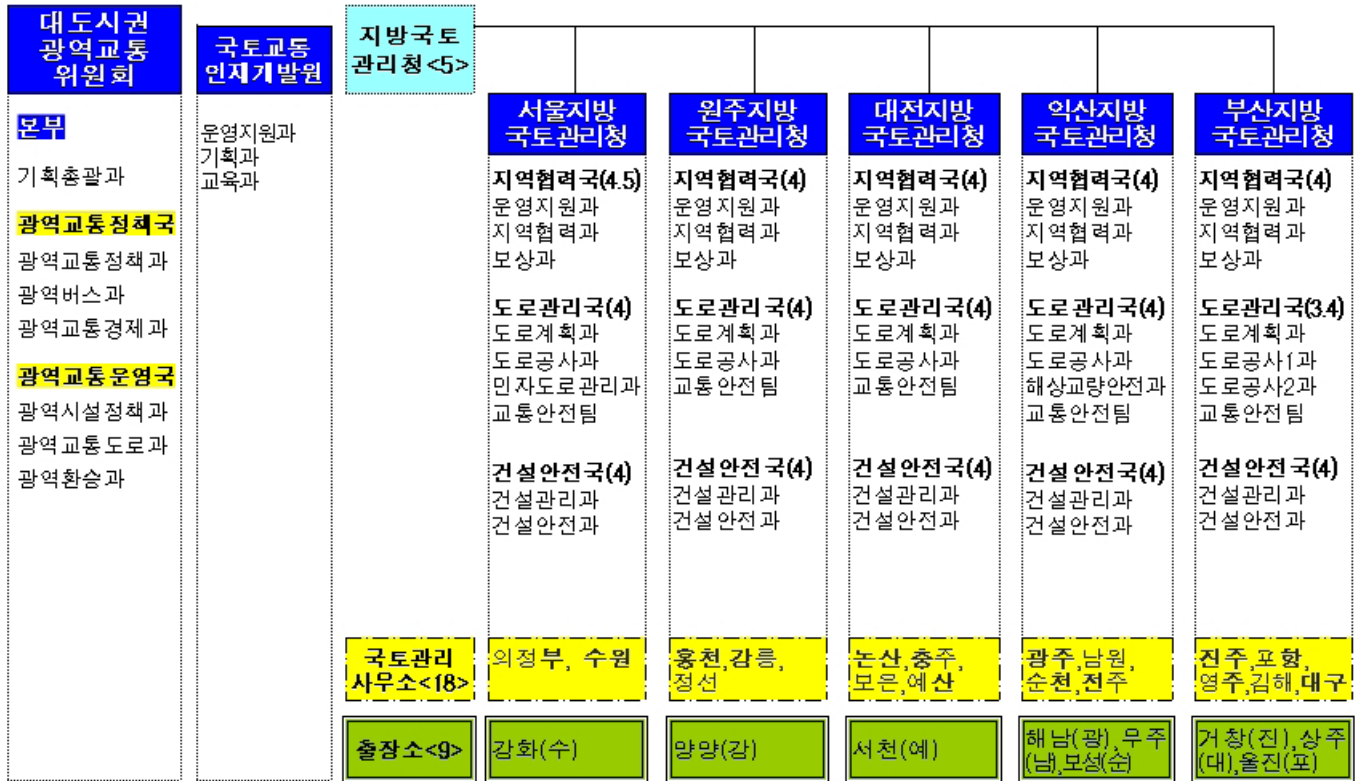 대도시권
광역교통
위원회
본부
기획총괄과
광역교통정책국
광역교통정책과
광역버스과
광역교통경제과
광역교통운영국
광역시설정책과
광역교통도로과
광역환승과
국토교통
인재개발원
운영지원과
기획과
교육과
지방국토
관리청<5>
서울지방
국토관리청
지역협력국(4.5)
운영지원과
지역협력과
보상과
도로관리국(4)
도로계획과
도로공사과
민자도로관리과
교통안전팀
건설안전국(4)
건설관리과
건설안전과
원주지방
국토관리청
지역협력국(4)
운영지원과
지역협력과
보상과
도로관리국(4)
도로계획과
도로공사과
교통안전팀
건설안전국(4)
건설관리과
건설안전과
대전지방
국토관리청
지역협력국(4)
운영지원과
지역협력과
보상과
도로관리국(4)
도로계획과
도로공사과
교통안전팀
건설안전국(4)
건설관리과
건설안전과
익산지방
국토관리청
지역협력국(4)
운영지원과
지역협력과
보상과
도로관리국(4)
도로계획과
도로공사과
해상교량안전과
교통안전팀
건설안전국(4)
건설관리과
건설안전과
부산지방
국토관리청
지역협력국(4)
운영지원과
지역협력과
보상과
도로관리국(3.4)
도로계획과
도로공사1과
도로공사2과
교통안전팀
건설안전국(4)
건설관리과
건설안전과
국토관리
사무소<18>
의정부, 수원
홍천,강릉,
정선
논산,충주,
보은,예산
광주,남원,
순천,전주
진주,포항,
영주,김해,대구
출장소<9>
강화(수)
양양(강)
서천(예)
해남(광),무주
(남),보성(순)
거창(진),상주
(대),울진(포)